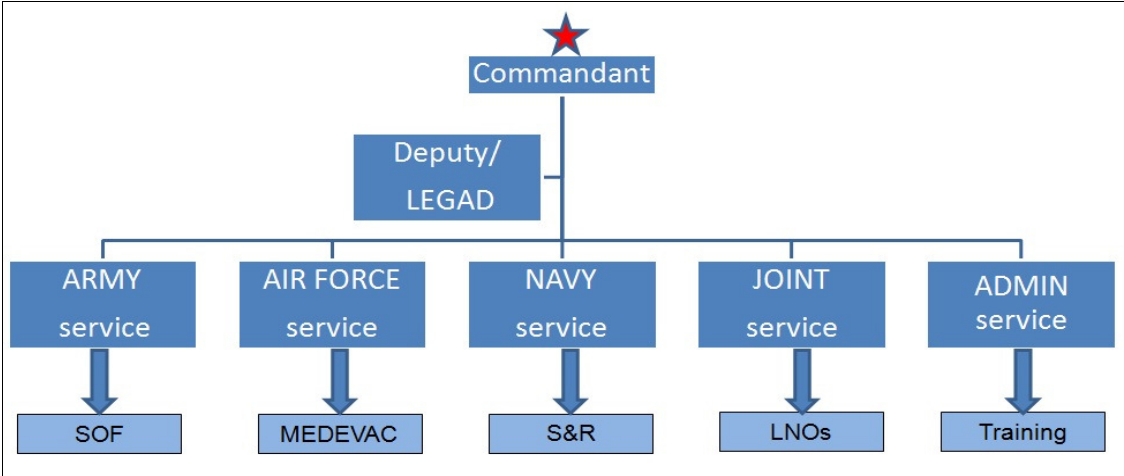 Commandant
Deputy/
LEGAD
ARMY
service
AIR FORCE
service
NAVY
service
JOINT
service
ADMIN
service
SOF
MEDEVAC
S&R
LNOs
Training